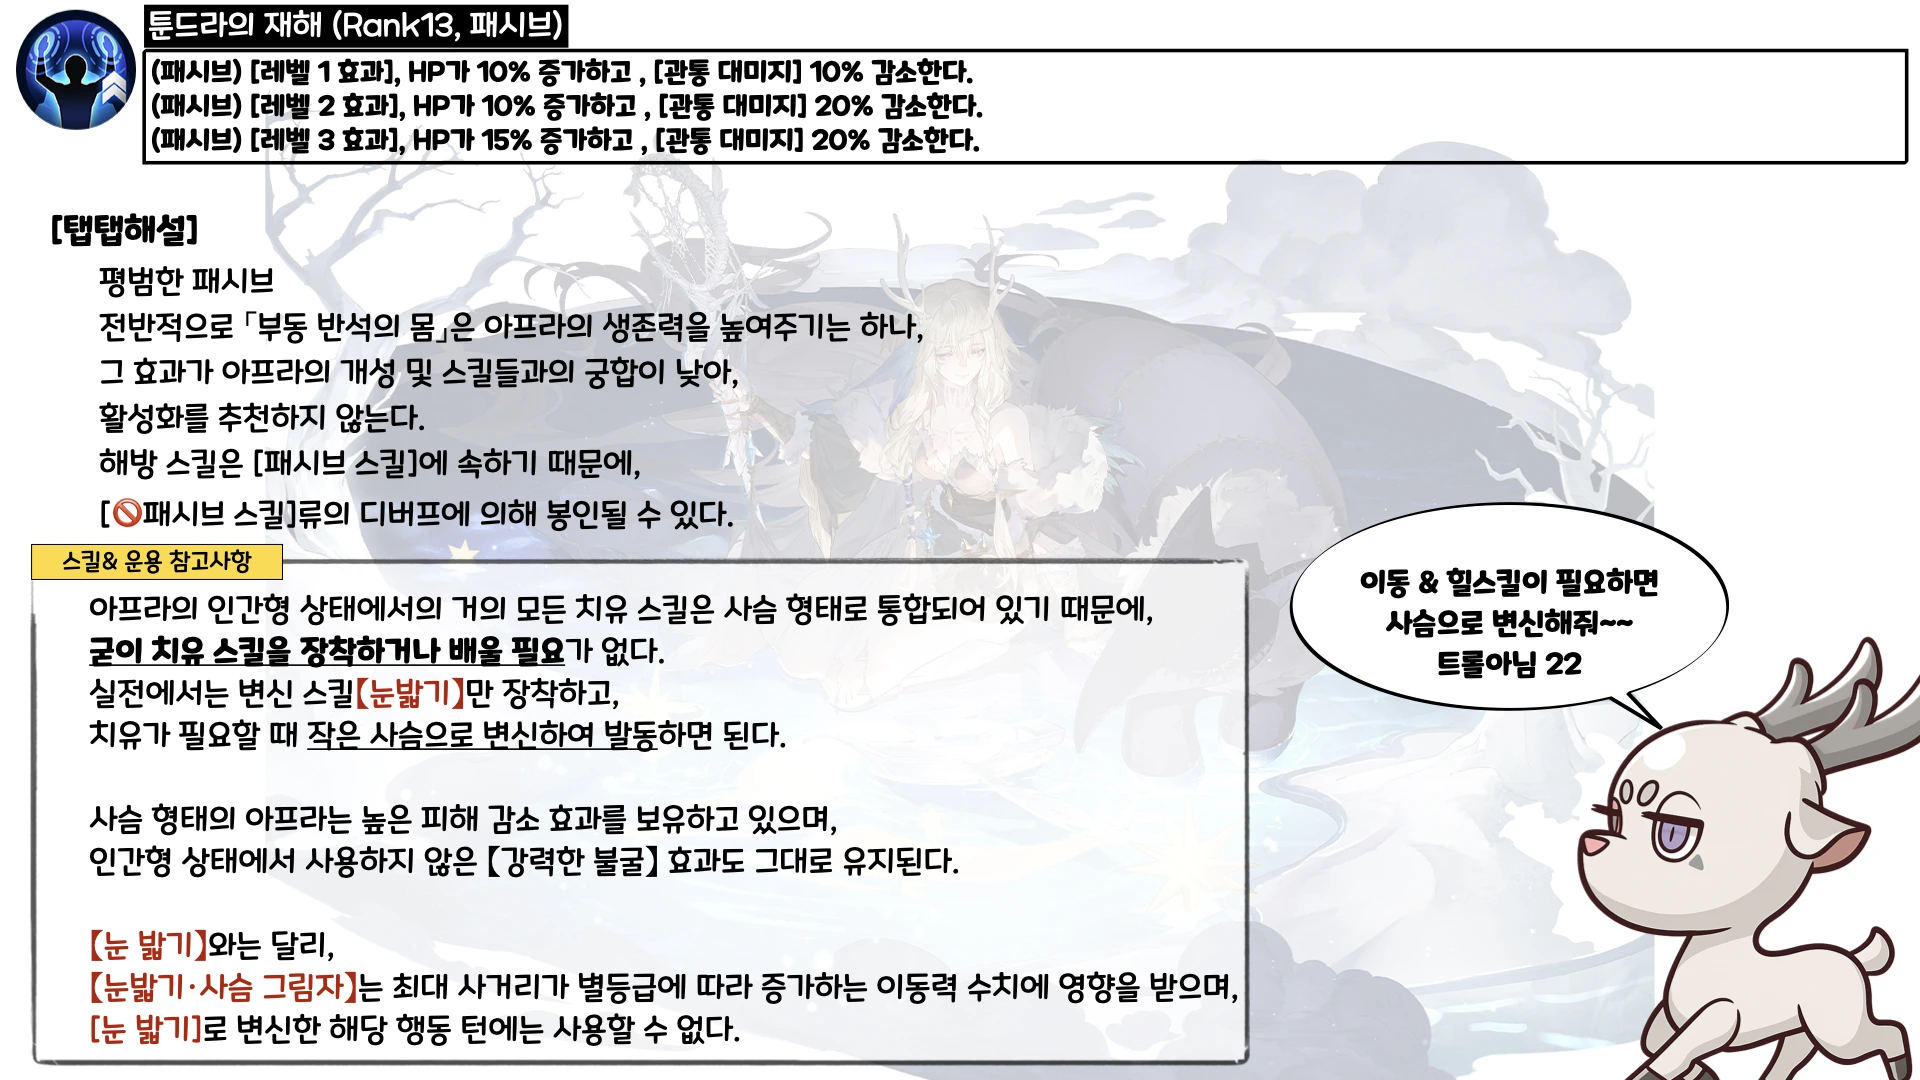 툰드라의 재해 (Rank13, 패시브)
(패시브) [레벨 1 효과], HP가 10% 증가하고 , [관통 대미지] 10% 감소한다.
(패시브) [레벨 2 효과], HP가 10% 증가하고 , [관통 대미지] 20% 감소한다.
(패시브) [레벨 3 효과], HP가 15% 증가하고 , [관통 대미지] 20% 감소한다.
[탭탭해설]
평범한 패시브
전반적으로 「부동 반석의 몸」은 아프라의 생존력을 높여주기는 하나,
그 효과가 아프라의 개성 및 스킬들과의 궁합이 낮아,
활성화를 추천하지 않는다.
해방 스킬은 [패시브 스킬]에 속하기 때문에,
[🚫패시브 스킬]류의 디버프에 의해 봉인될 수 있다.
스킬& 운용 참고사항
아프라의 인간형 상태에서의 거의 모든 치유 스킬은 사슴 형태로 통합되어 있기 때문에,
굳이 치유 스킬을 장착하거나 배울 필요가 없다.
실전에서는 변신 스킬【눈밟기】만 장착하고,
치유가 필요할 때 작은 사슴으로 변신하여 발동하면 된다.
사슴 형태의 아프라는 높은 피해 감소 효과를 보유하고 있으며,
인간형 상태에서 사용하지 않은 【강력한 불굴】 효과도 그대로 유지된다.
【눈 밟기】와는 달리,
【눈밟기·사슴 그림자】는 최대 사거리가 별등급에 따라 증가하는 이동력 수치에 영향을 받으며,
[눈 밟기]로 변신한 해당 행동 턴에는 사용할 수 없다.
이동 & 힐스킬이 필요하면
사슴으로 변신해줘~~
트롤아님 22